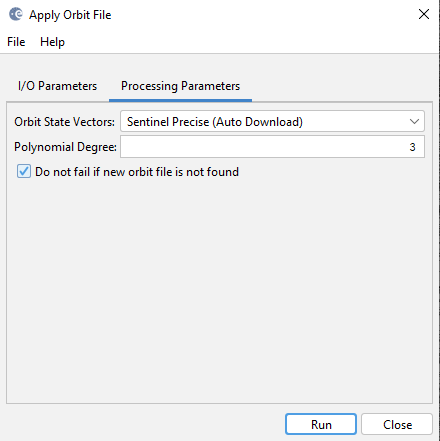 Apply Orbit File
File Help
I/O Parameters Processing Parameters
Orbit State Vectors: Sentinel Precise (Auto Download)
Polynomial Degree: 3
Do not fail if new orbit file is not found
Run Close